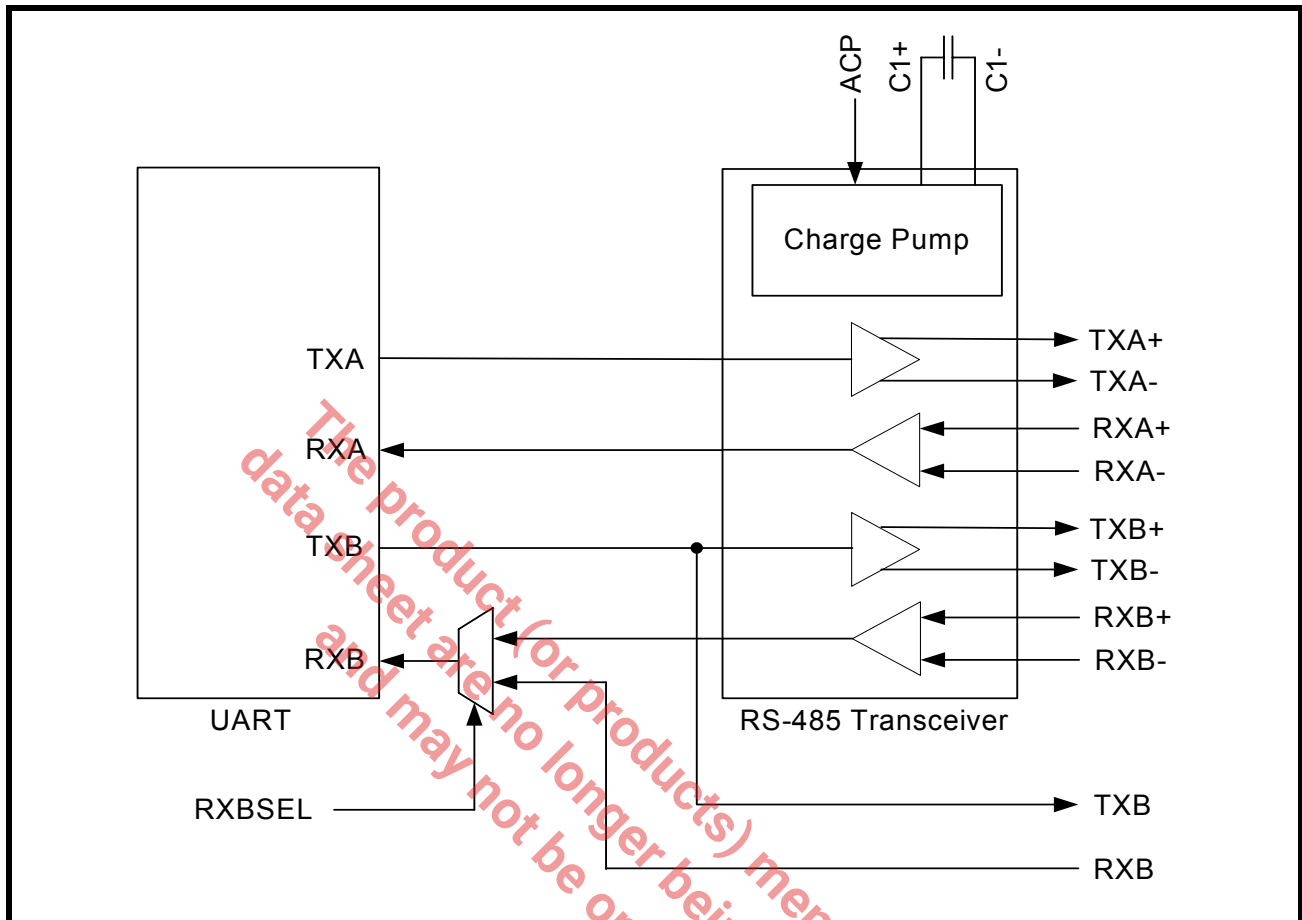 ACP
C1+
C1-
Charge Pump
TXA
TXA+
TXA-
RXA
RXA+
RXA-
TXB
TXB+
TXB-
RXB
RXB+
RXB-
UART
RS-485 Transceiver
RXBSEL
TXB
RXB
The product (or products) men
data sheet are no longer bein
and may not be or